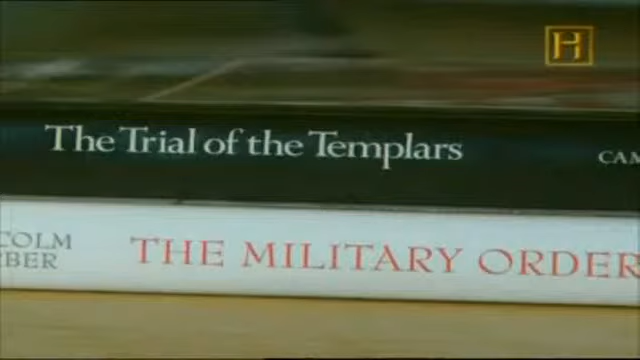 H
The Trial of the Templars
CAM
COLM
BER
THE MILITARY ORDER